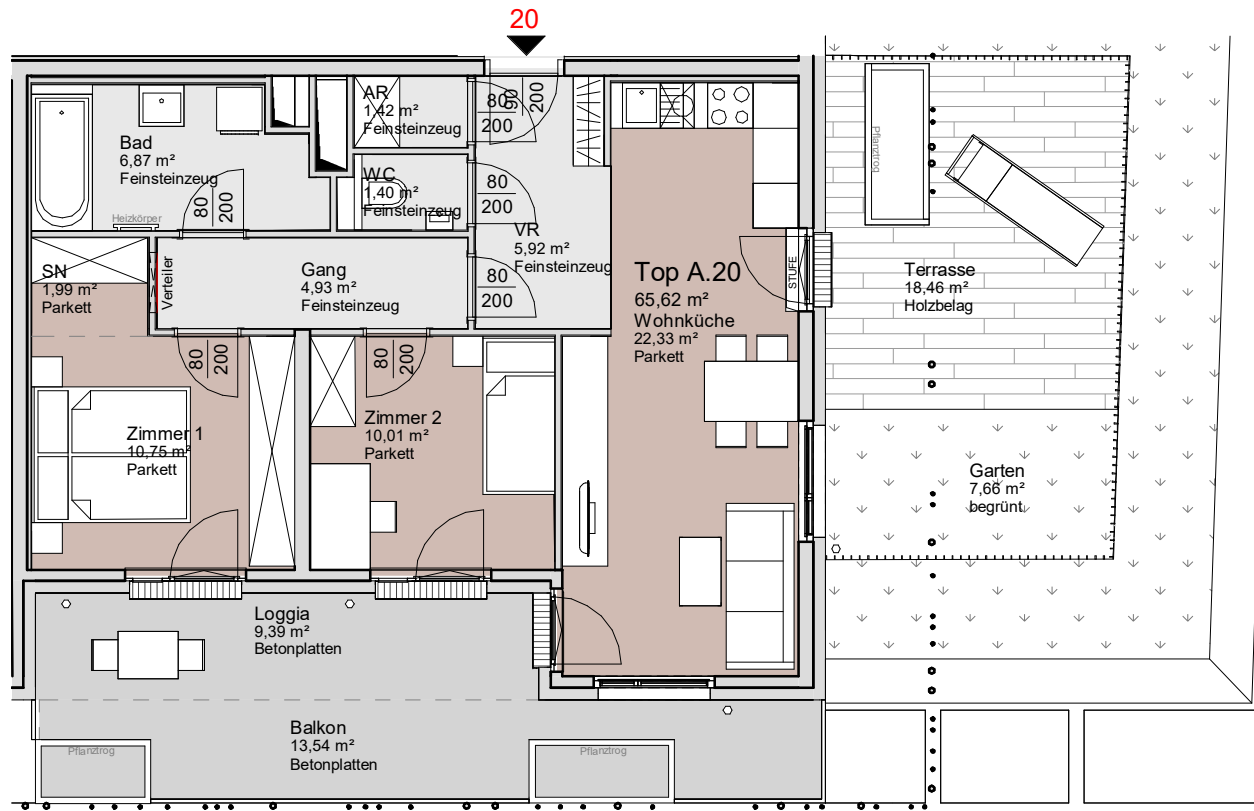 20
AR
1,42 m²
Feinsteinzeug
80
200
90
200
Bad
6,87 m²
Feinsteinzeug
Heizkörper
80
200
WC
1,40 m²
Feinsteinzeug
80
200
VR
5,92 m²
Feinsteinzeug
Pflanztrog
SN
1,99 m²
Parkett
Verteiler
Gang
4,93 m²
Feinsteinzeug
80
200
Top A.20
65,62 m²
Wohnküche
22,33 m²
Parkett
STUFE
Terrasse
18,46 m²
Holzbelag
80
200
80
200
Zimmer 1
10,75 m²
Parkett
Zimmer 2
10,01 m²
Parkett
Garten
7,66 m²
begrünt
Loggia
9,39 m²
Betonplatten
Balkon
13,54 m²
Betonplatten
Pflanztrog
Pflanztrog